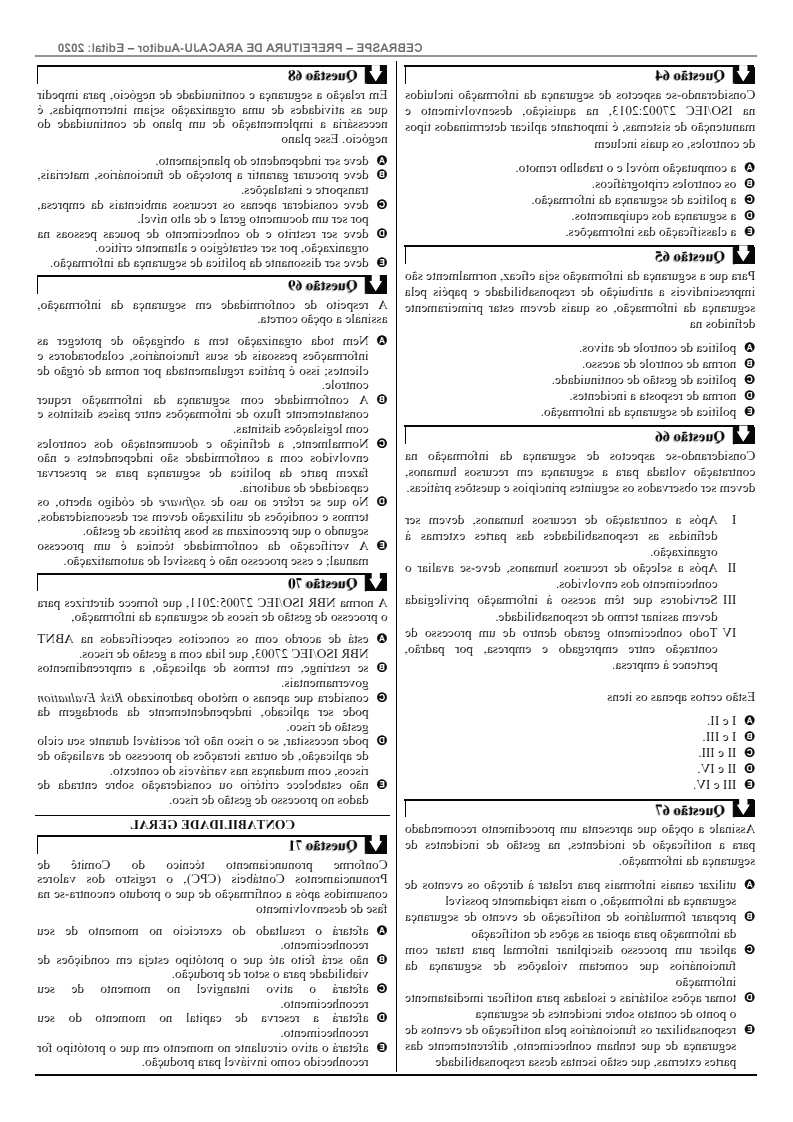 CEBRASPE – PREFEITURA DE ARACAJU-Auditor – Edital: 2020
Questão 64
Considerando-se aspectos de segurança da informação incluídos
na ISO/IEC 27002:2013, na aquisição, desenvolvimento e
manutenção de sistemas, é importante aplicar determinados tipos
de controles, os quais incluem
A a computação móvel e o trabalho remoto.
B os controles criptográficos.
C a política de segurança da informação.
D a segurança dos equipamentos.
E a classificação das informações.
Questão 65
Para que a segurança da informação seja eficaz, normalmente são
imprescindíveis a atribuição de responsabilidade e papéis pela
segurança da informação, os quais devem estar primeiramente
definidos na
A política de controle de ativos.
B norma de controle de acesso.
C política de gestão de continuidade.
D norma de resposta a incidentes.
E política de segurança da informação.
Questão 66
Considerando-se aspectos de segurança da informação na
contratação voltada para a segurança em recursos humanos,
devem ser observados os seguintes princípios e questões práticas.
I Após a contratação de recursos humanos, devem ser
definidas as responsabilidades das partes externas à
organização.
II Após a seleção de recursos humanos, deve-se avaliar o
conhecimento dos envolvidos.
III Servidores que têm acesso à informação privilegiada
devem assinar termo de responsabilidade.
IV Todo conhecimento gerado dentro de um processo de
contratação entre empregado e empresa, por padrão,
pertence à empresa.
Estão certos apenas os itens
A I e II.
B I e III.
C II e III.
D II e IV.
E III e IV.
Questão 67
Assinale a opção que apresenta um procedimento recomendado
para a notificação de incidentes, na gestão de incidentes de
segurança da informação.
A utilizar canais informais para relatar à direção os eventos de
segurança da informação, o mais rapidamente possível
B preparar formulários de notificação de evento de segurança
da informação para apoiar as ações de notificação
C aplicar um processo disciplinar informal para tratar com
funcionários que cometam violações de segurança da
informação
D tomar ações solitárias e isoladas para notificar imediatamente
o ponto de contato sobre incidentes de segurança
E responsabilizar os funcionários pela notificação de eventos de
segurança de que tenham conhecimento, diferentemente das
partes externas, que estão isentas dessa responsabilidade
Questão 68
Em relação a segurança e continuidade de negócio, para impedir
que as atividades de uma organização sejam interrompidas, é
necessária a implementação de um plano de continuidade do
negócio. Esse plano
A deve ser independente do planejamento.
B deve procurar garantir a proteção de funcionários, materiais,
transporte e instalações.
C deve considerar apenas os recursos ambientais da empresa,
por ser um documento geral e de alto nível.
D deve ser restrito e do conhecimento de poucas pessoas na
organização, por ser estratégico e altamente crítico.
E deve ser dissonante da política de segurança da informação.
Questão 69
A respeito de conformidade em segurança da informação,
assinale a opção correta.
A Nem toda organização tem a obrigação de proteger as
informações pessoais de seus funcionários, colaboradores e
clientes; isso é prática regulamentada por norma de órgão de
controle.
B A conformidade com segurança da informação requer
constantemente fluxo de informações entre países distintos e
com legislações distintas.
C Normalmente, a definição e documentação dos controles
envolvidos com a conformidade são independentes e não
fazem parte da política de segurança para se preservar
capacidade de auditoria.
D No que se refere ao uso de software de código aberto, os
termos e condições de utilização devem ser desconsiderados,
segundo o que preconizam as boas práticas de gestão.
E A verificação da conformidade técnica é um processo
manual; e esse processo não é passível de automatização.
Questão 70
A norma NBR ISO/IEC 27005:2011, que fornece diretrizes para
o processo de gestão de riscos de segurança da informação,
A está de acordo com os conceitos especificados na ABNT
NBR ISO/IEC 27003, que lida com a gestão de riscos.
B se restringe, em termos de aplicação, a empreendimentos
governamentais.
C considera que apenas o método padronizado Risk Evaluation
pode ser aplicado, independentemente da abordagem da
gestão de risco.
D pode necessitar, se o risco não for aceitável durante seu ciclo
de aplicação, de outras iterações do processo de avaliação de
riscos, com mudanças nas variáveis do contexto.
E não estabelece critério ou consideração sobre entrada de
dados no processo de gestão de risco.
CONTABILIDADE GERAL
Questão 71
Conforme pronunciamento técnico do Comitê de
Pronunciamentos Contábeis (CPC), o registro dos valores
consumidos após a confirmação de que o produto encontra-se na
fase de desenvolvimento
A afetará o resultado do exercício no momento de seu
reconhecimento.
B não será feito até que o protótipo esteja em condições de
viabilidade para o setor de produção.
C afetará o ativo intangível no momento de seu
reconhecimento.
D afetará a reserva de capital no momento do seu
reconhecimento.
E afetará o ativo circulante no momento em que o protótipo for
reconhecido como inviável para produção.